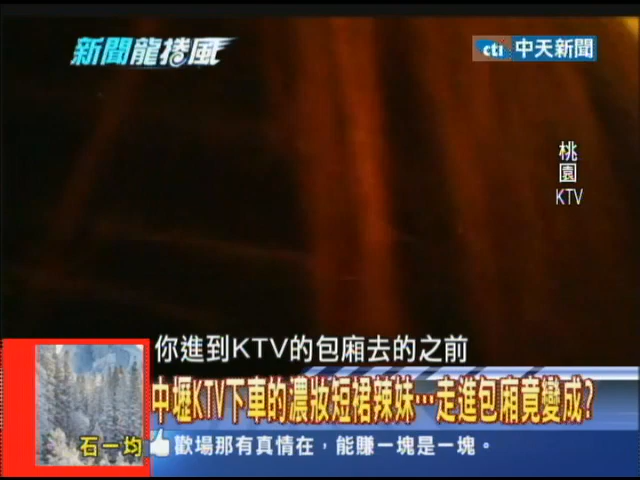 新聞龍捲風
cti 中天新聞
桃園
KTV
你進到KTV的包廂去的之前
中壢KTV下車的濃妝短裙辣妹…走進包廂竟變成?
石一均
歡場那有真情在，能賺一塊是一塊。